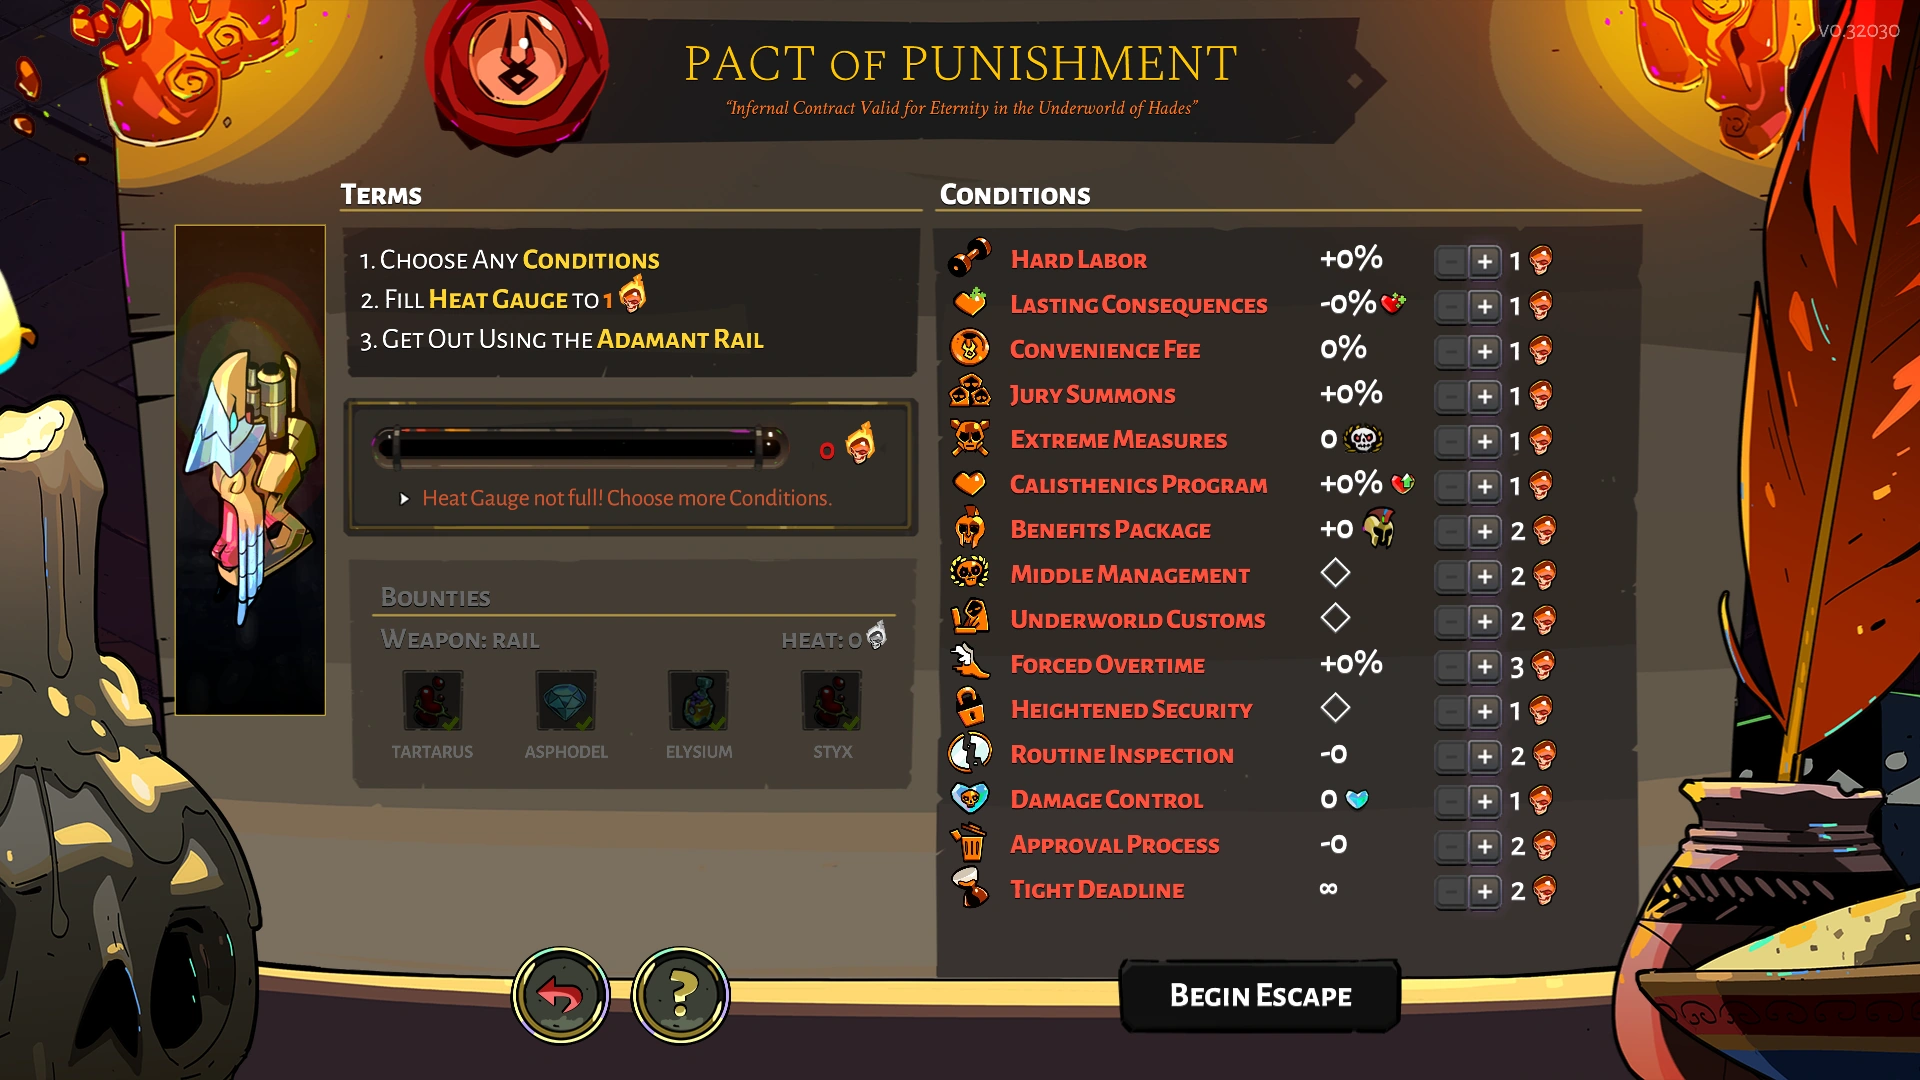 V0.32030
PACT OF PUNISHMENT
“Infernal Contract Valid for Eternity in the Underworld of Hades”
TERMS
1. CHOOSE ANY CONDITIONS
2. FILL HEAT GAUGE TO 1
3. GET OUT USING THE ADAMANT RAIL
0
Heat Gauge not full! Choose more Conditions.
BOUNTIES
WEAPON: RAIL HEAT: 0
TARTARUS ASPHODEL ELYSIUM STYX
CONDITIONS
HARD LABOR +0% - + 1
LASTING CONSEQUENCES -0% - + 1
CONVENIENCE FEE 0% - + 1
JURY SUMMONS +0% - + 1
EXTREME MEASURES 0 - + 1
CALISTHENICS PROGRAM +0% - + 1
BENEFITS PACKAGE +0 - + 2
MIDDLE MANAGEMENT - + 2
UNDERWORLD CUSTOMS - + 2
FORCED OVERTIME +0% - + 3
HEIGHTENED SECURITY - + 1
ROUTINE INSPECTION -0 - + 2
DAMAGE CONTROL 0 - + 1
APPROVAL PROCESS -0 - + 2
TIGHT DEADLINE ∞ - + 2
?
BEGIN ESCAPE